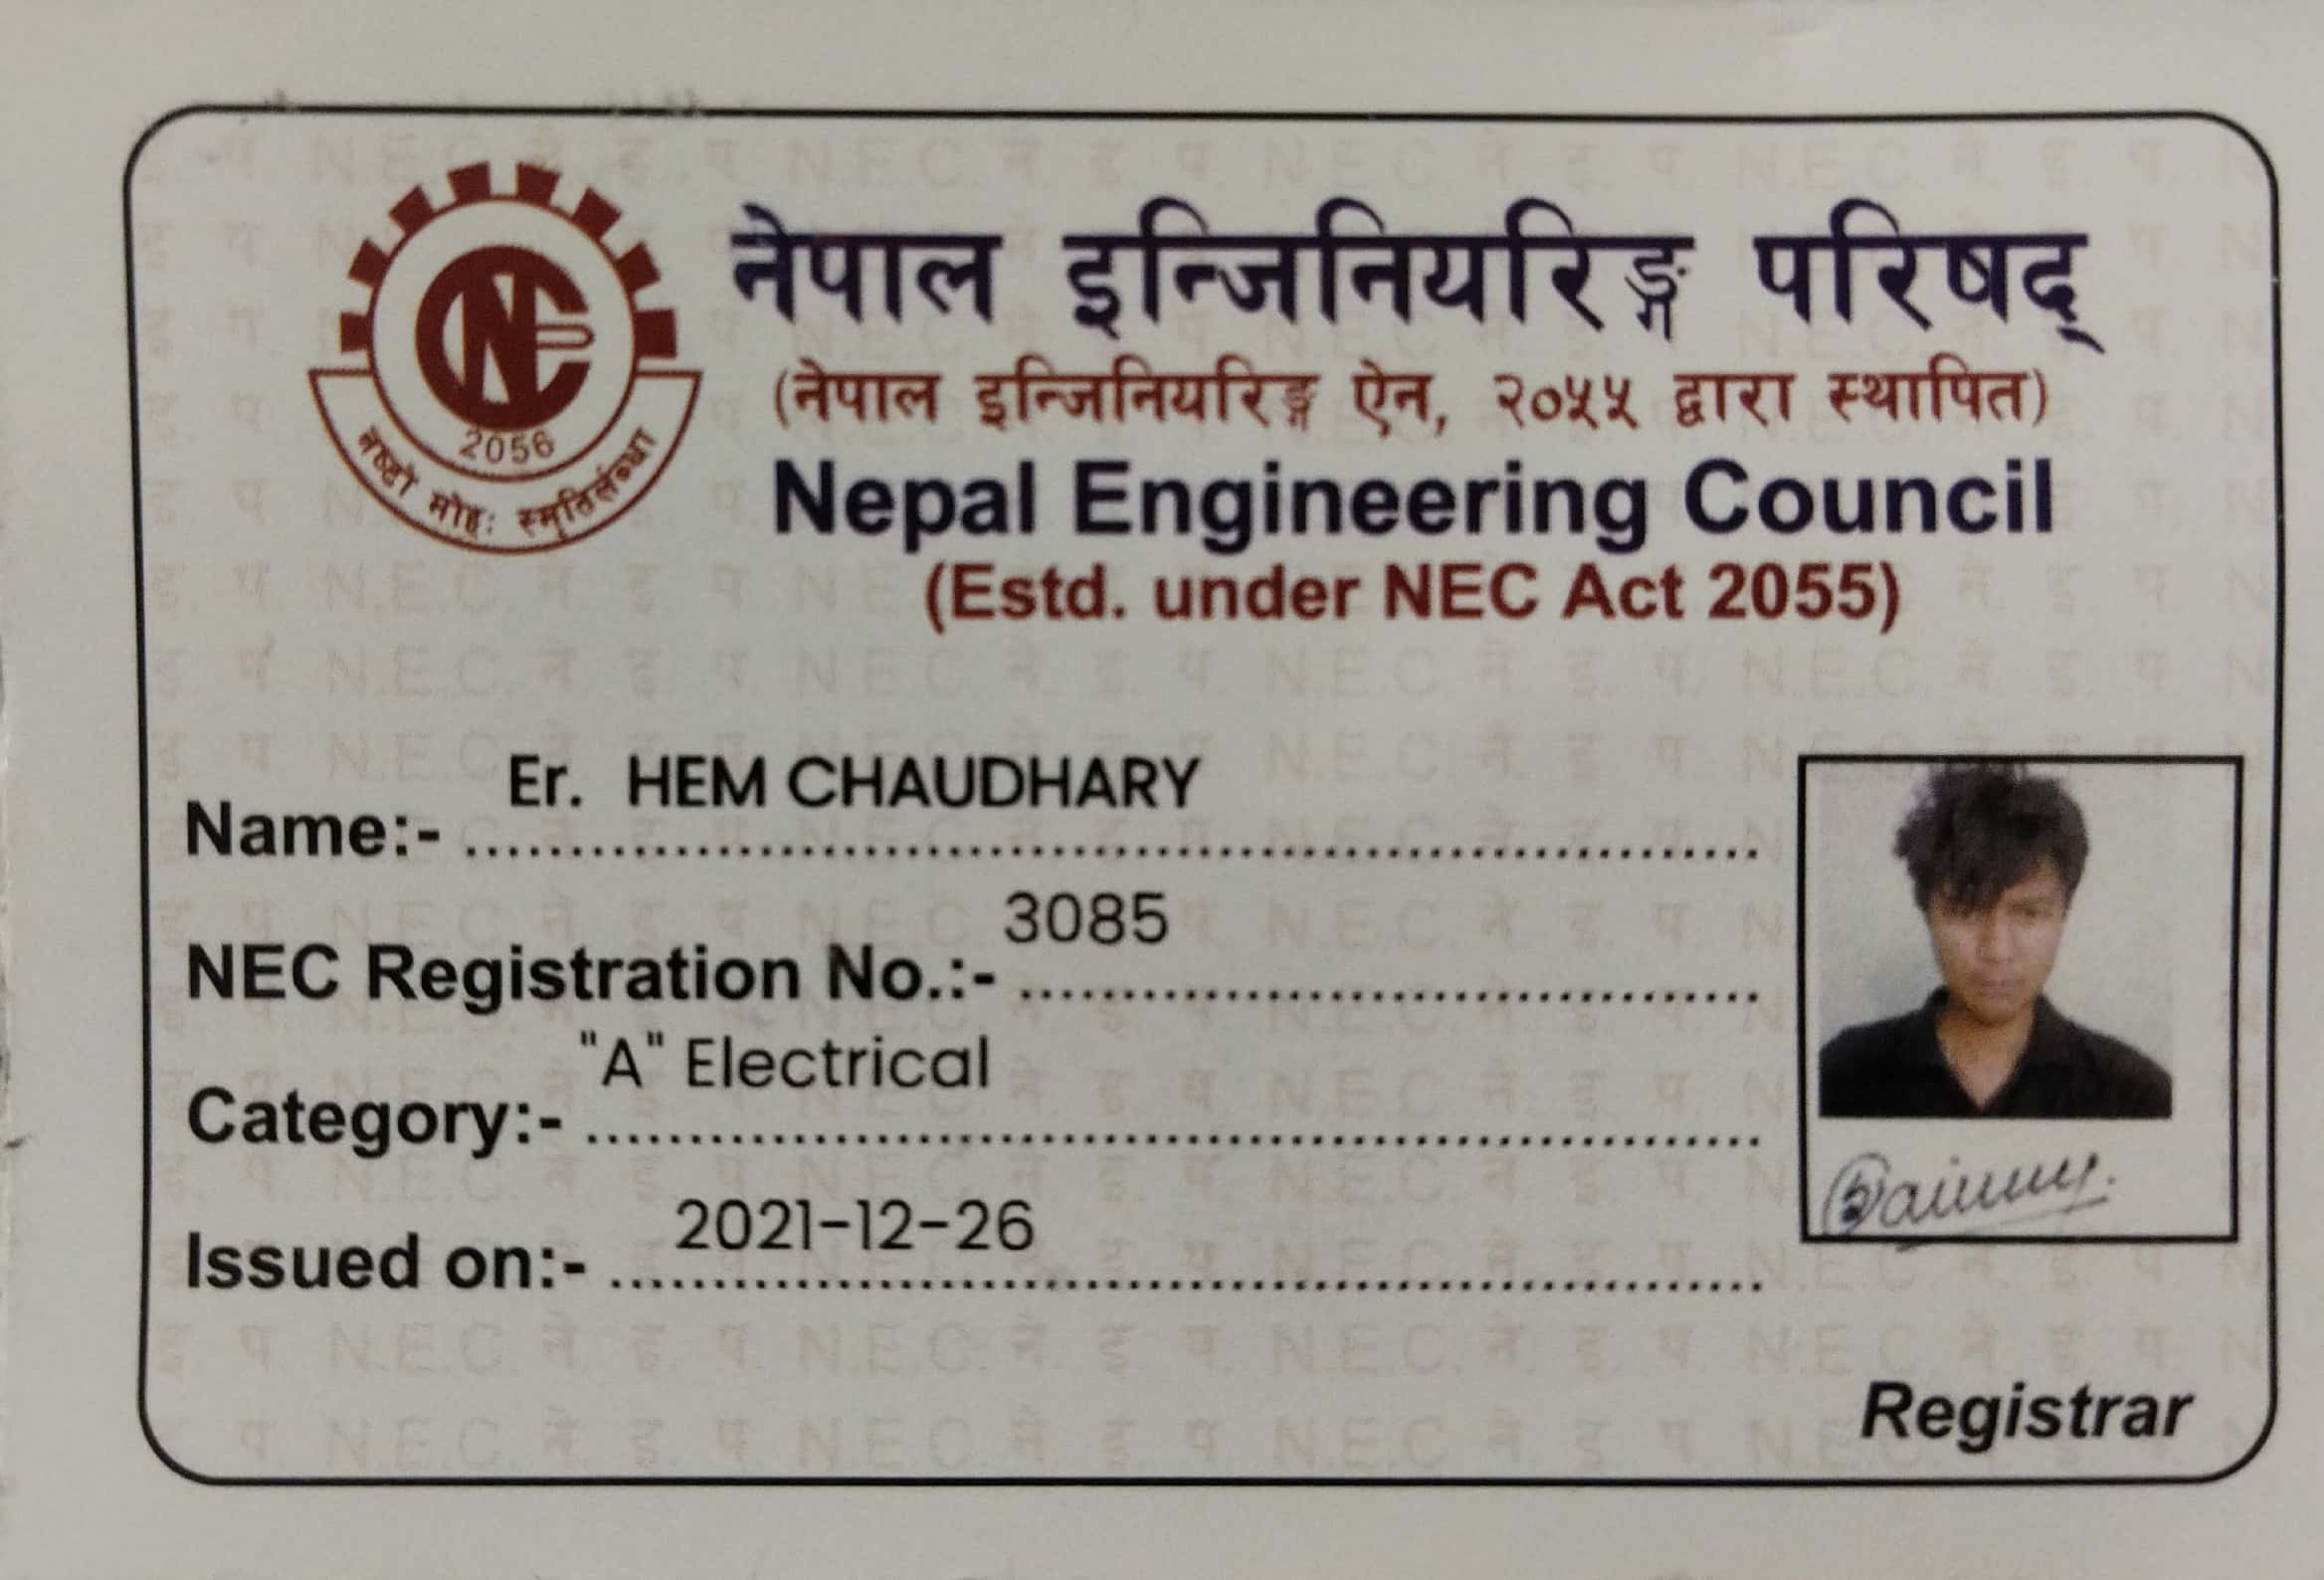 2056
नष्टो मोहः स्मृतिर्लब्धा
नेपाल इन्जिनियरिङ्ग परिषद्
(नेपाल इन्जिनियरिङ्ग ऐन, २०५५ द्वारा स्थापित)
Nepal Engineering Council
(Estd. under NEC Act 2055)
Name:- Er. HEM CHAUDHARY
NEC Registration No.:- 3085
Category:- "A" Electrical
Issued on:- 2021-12-26
Registrar